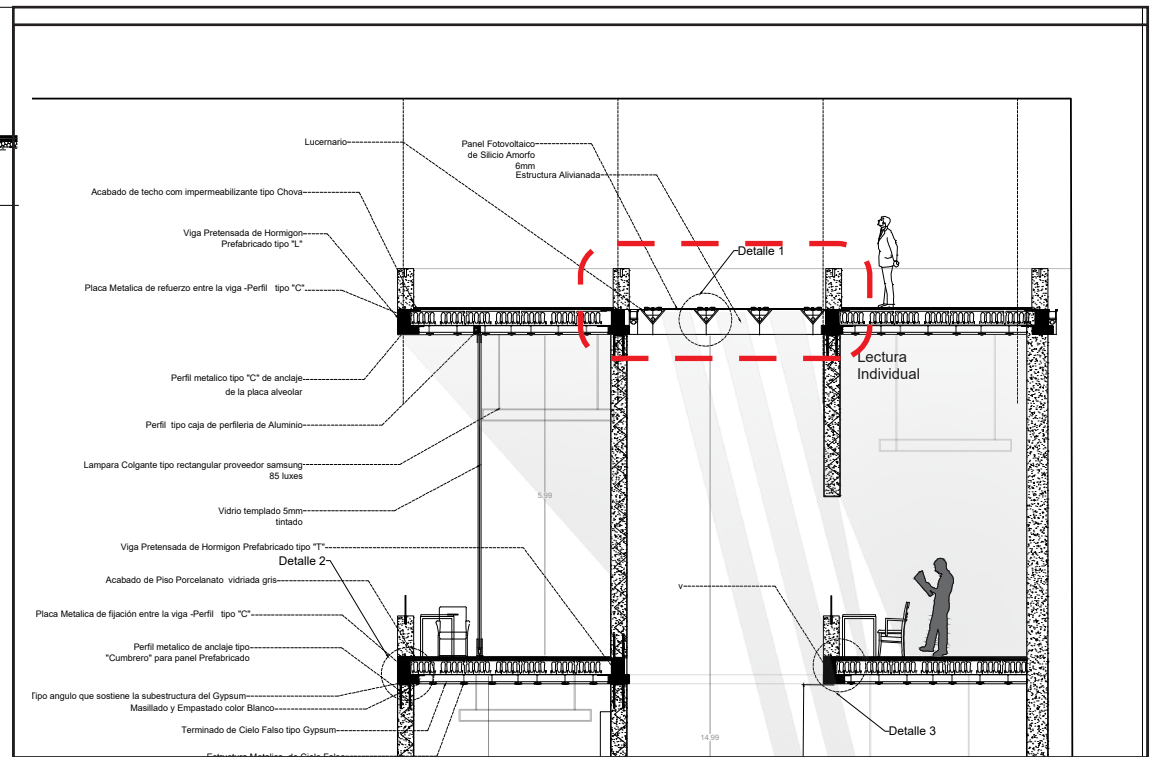 Lucernario
Panel Fotovoltaico
de Silicio Amorfo
6mm
Estructura Alivianada
Acabado de techo com impermeabilizante tipo Chova
Viga Pretensada de Hormigon
Prefabricado tipo "L"
Detalle 1
Placa Metalica de refuerzo entre la viga -Perfil tipo "C"
Lectura
Individual
Perfil metalico tipo "C" de anclaje
de la placa alveolar
Perfil tipo caja de perfileria de Aluminio
Lampara Colgante tipo rectangular proveedor samsung
85 luxes
5.99
Vidrio templado 5mm
tintado
Viga Pretensada de Hormigon Prefabricado tipo "T"
Detalle 2
Acabado de Piso Porcelanato vidriada gris
v
Placa Metalica de fijación entre la viga -Perfil tipo "C"
Perfil metalico de anclaje tipo
"Cumbrero" para panel Prefabricado
Tipo angulo que sostiene la subestructura del Gypsum
Masillado y Empastado color Blanco
Terminado de Cielo Falso tipo Gypsum
Detalle 3
14.99
Estructura Metalica de Cielo Falso